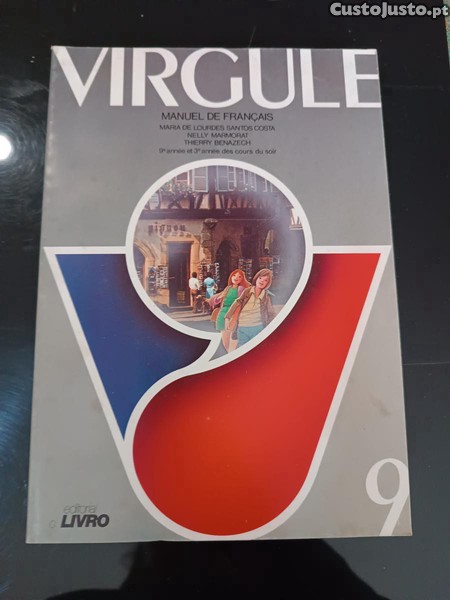 CustoJusto.pt
VIRGULE
MANUEL DE FRANÇAIS
MARIA DE LOURDES SANTOS COSTA
NELLY MARMORAT
THIERRY BENAZECH
9e année et 3e année des cours du soir
9
editorial
O LIVRO